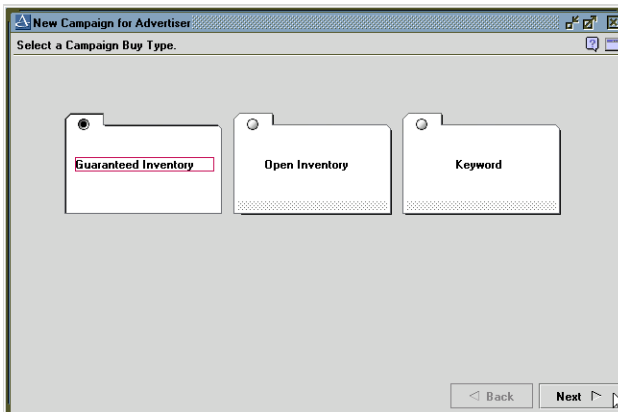 New Campaign for Advertiser
Select a Campaign Buy Type.
Guaranteed Inventory
Open Inventory
Keyword
Back
Next